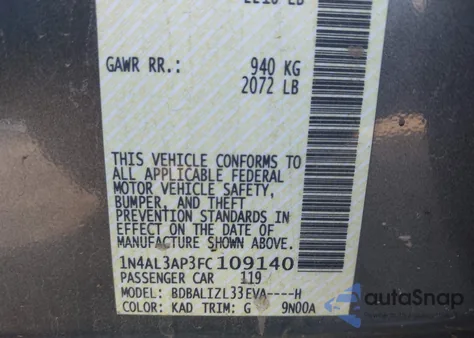 GAWR RR.: 940 KG
2072 LB
THIS VEHICLE CONFORMS TO
ALL APPLICABLE FEDERAL
MOTOR VEHICLE SAFETY,
BUMPER, AND THEFT
PREVENTION STANDARDS IN
EFFECT ON THE DATE OF
MANUFACTURE SHOWN ABOVE.
1N4AL3AP3FC109140
PASSENGER CAR 119
MODEL: BDBALIZL33EVA----H
COLOR: KAD TRIM: G 9N00A
AutaSnap